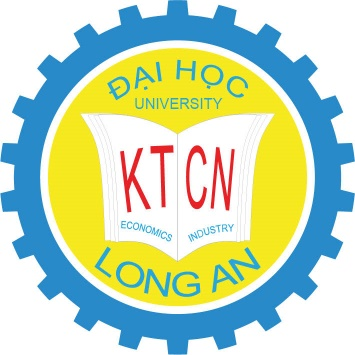 ĐẠI HỌC
UNIVERSITY
KT CN
ECONOMICS INDUSTRY
LONG AN